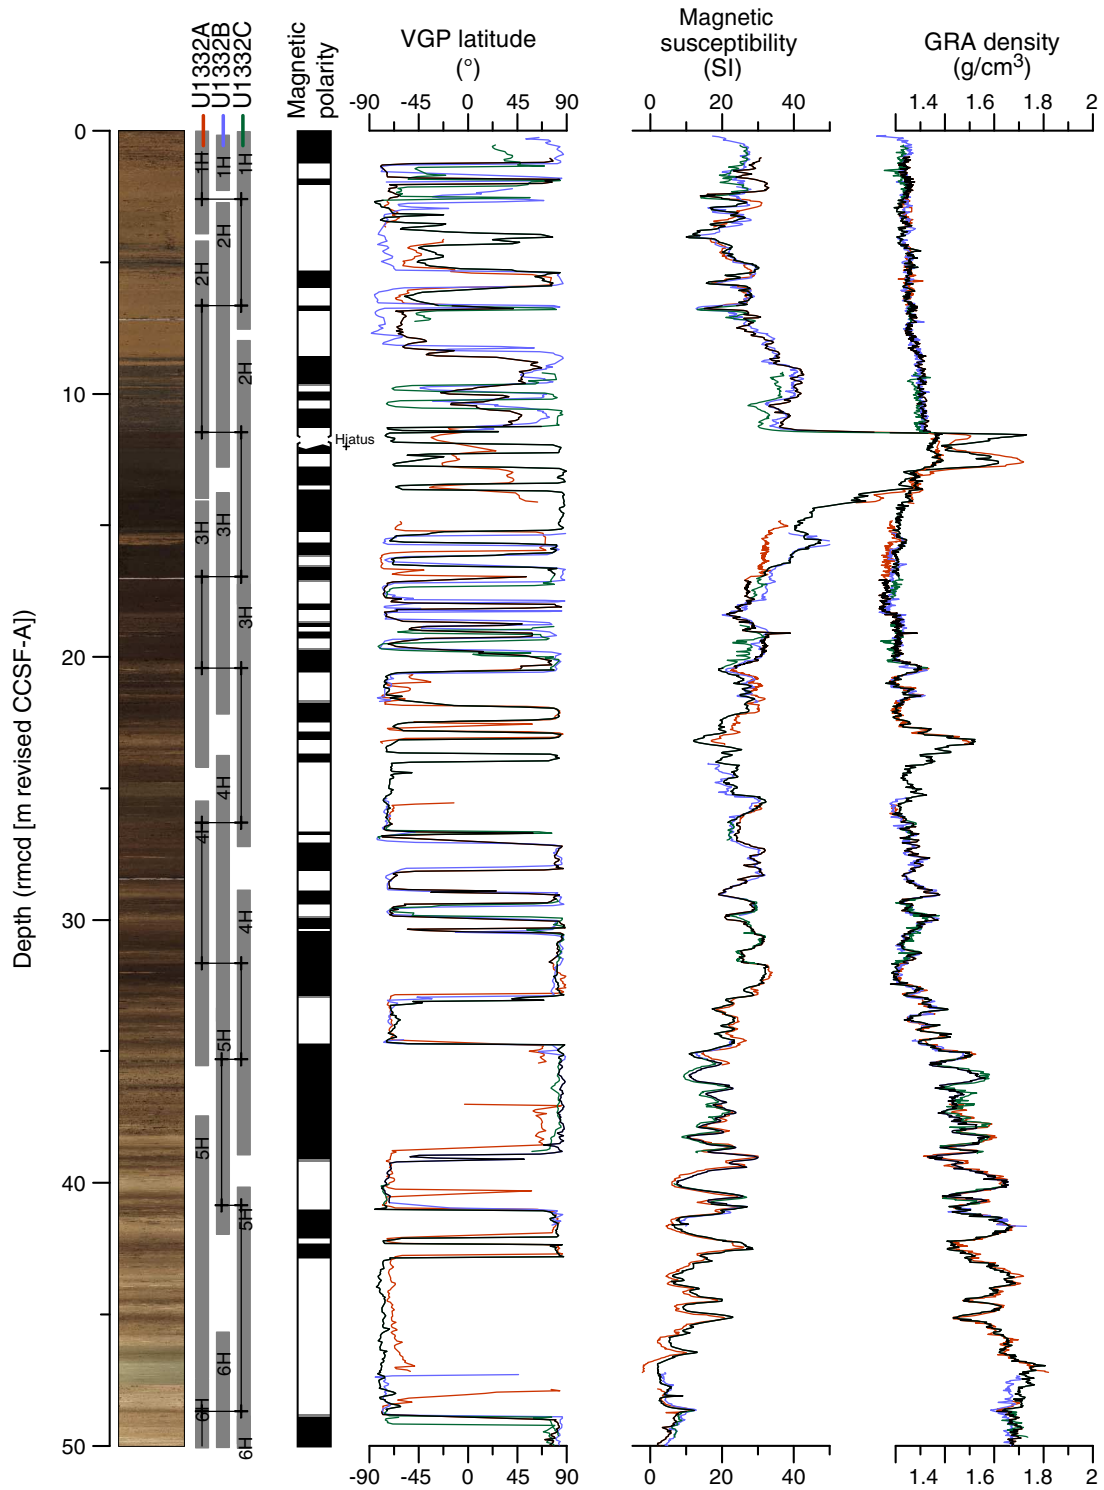 U1332A
U1332B
U1332C
Magnetic
polarity
VGP latitude
(°)
Magnetic
susceptibility
(SI)
GRA density
(g/cm3)
-90 -45 0 45 90
0 20 40
1.4 1.6 1.8 2
Depth (rmcd [m revised CCSF-A])
0
10
20
30
40
50
1H
2H
3H
4H
5H
6H
1H
2H
3H
4H
5H
6H
1H
2H
3H
4H
5H
6H
Hiatus
-90 -45 0 45 90
0 20 40
1.4 1.6 1.8 2